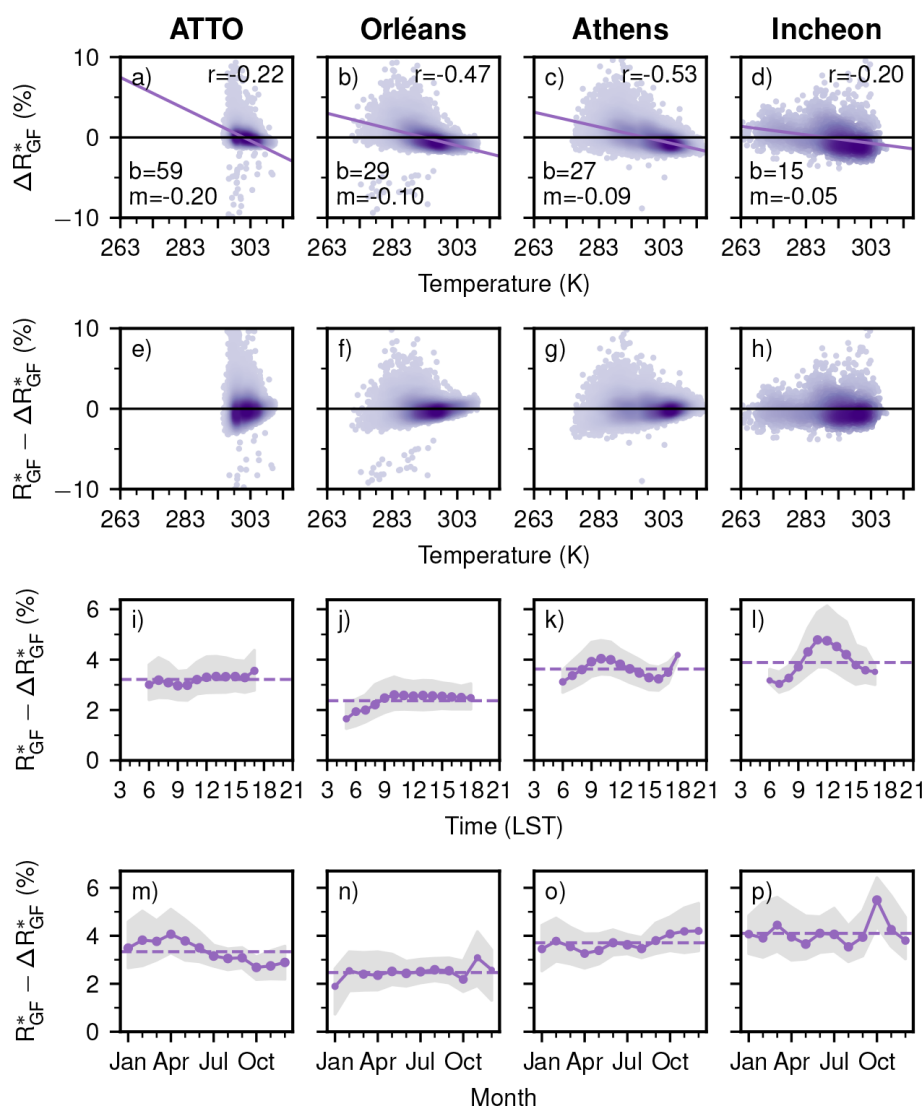 ATTO Orléans Athens Incheon
ΔR*GF (%)
10
0
−10
a) r=-0.22
b=59
m=-0.20
b) r=-0.47
b=29
m=-0.10
c) r=-0.53
b=27
m=-0.09
d) r=-0.20
b=15
m=-0.05
263 283 303 263 283 303 263 283 303 263 283 303
Temperature (K)
R*GF − ΔR*GF (%)
10
0
−10
e) f) g) h)
263 283 303 263 283 303 263 283 303 263 283 303
Temperature (K)
R*GF − ΔR*GF (%)
6
4
2
0
i) j) k) l)
3 6 9 12 15 18 21 3 6 9 12 15 18 21 3 6 9 12 15 18 21 3 6 9 12 15 18 21
Time (LST)
R*GF − ΔR*GF (%)
6
4
2
0
m) n) o) p)
Jan Apr Jul Oct Jan Apr Jul Oct Jan Apr Jul Oct Jan Apr Jul Oct
Month